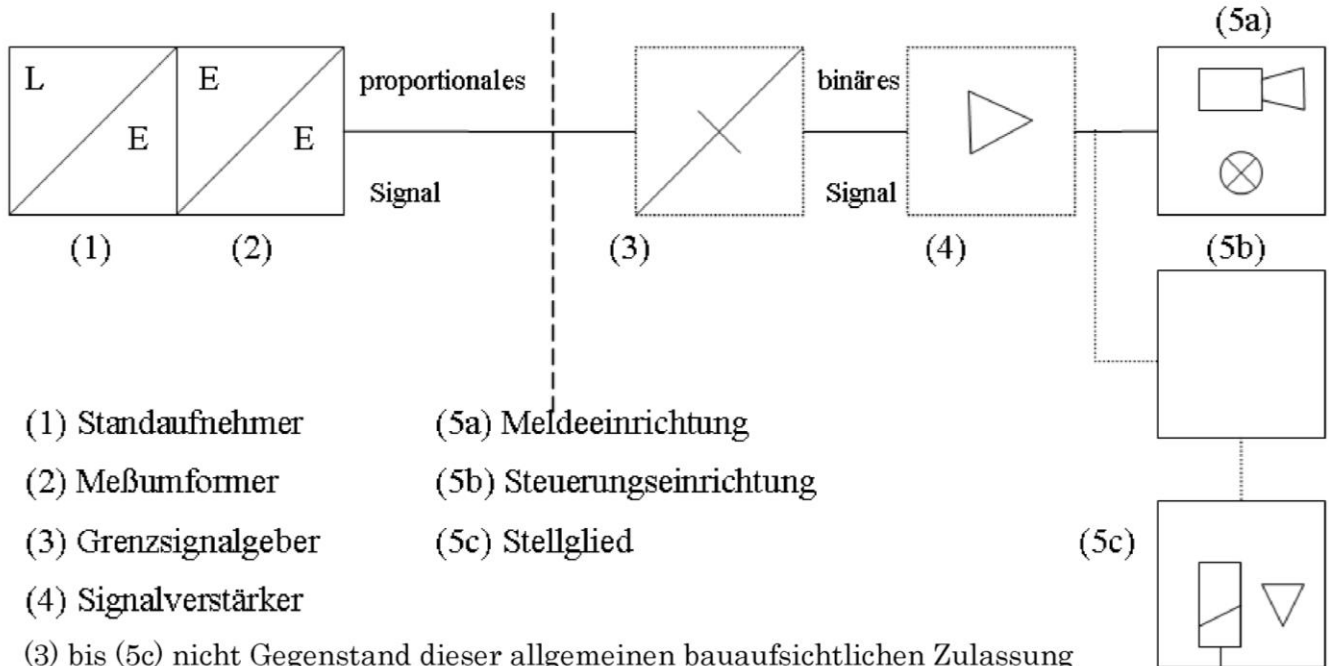 (5a)
L E proportionales binäres
E E
Signal Signal
(1) (2) (3) (4) (5b)
(1) Standaufnehmer (5a) Meldeeinrichtung
(2) Meßumformer (5b) Steuerungseinrichtung
(3) Grenzsignalgeber (5c) Stellglied (5c)
(4) Signalverstärker
(3) bis (5c) nicht Gegenstand dieser allgemeinen bauaufsichtlichen Zulassung